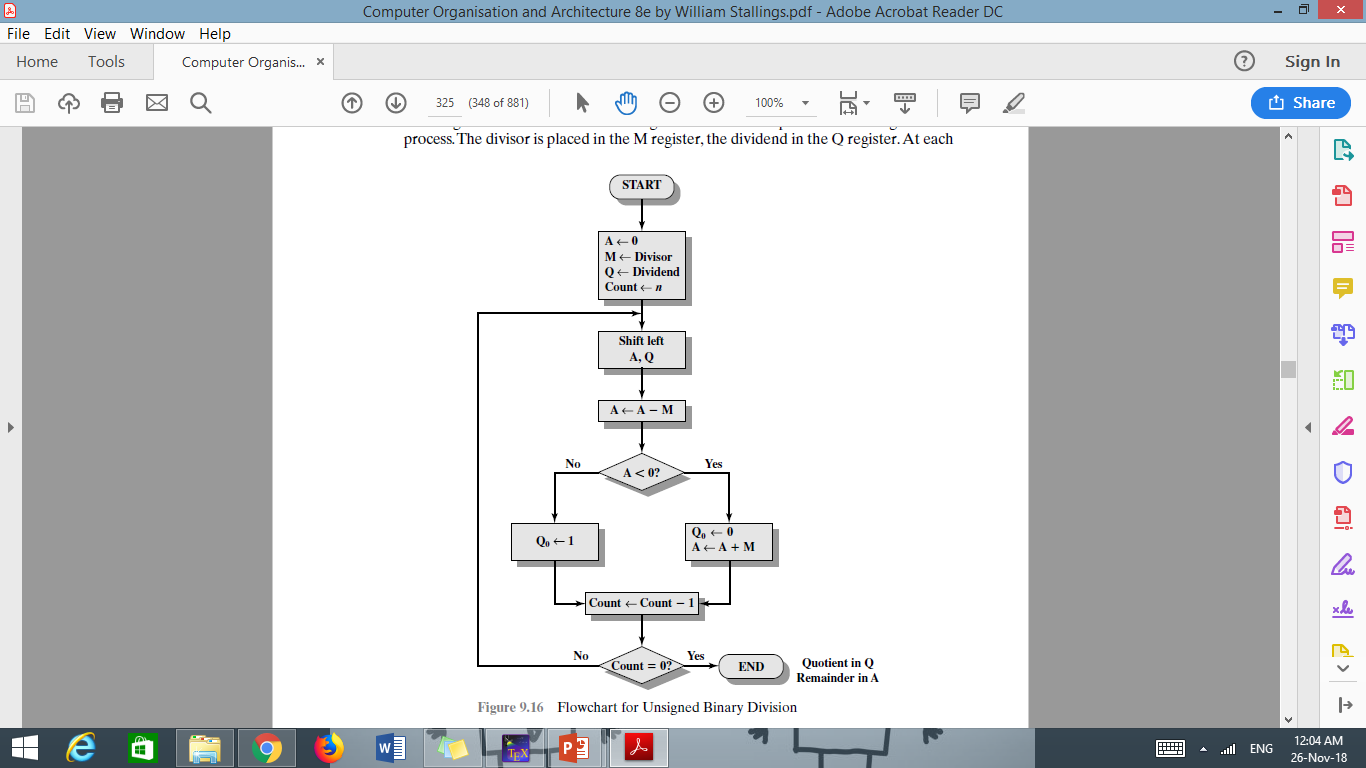 Computer Organisation and Architecture 8e by William Stallings.pdf - Adobe Acrobat Reader DC
File Edit View Window Help
Home Tools Computer Organis... × ? Sign In
325 (348 of 881) 100% Share
process. The divisor is placed in the M register, the dividend in the Q register. At each
START
A ← 0
M ← Divisor
Q ← Dividend
Count ← n
Shift left
A, Q
A ← A − M
No Yes
A < 0?
Q₀ ← 1
Q₀ ← 0
A ← A + M
Count ← Count − 1
No Yes
Count = 0?
END
Quotient in Q
Remainder in A
Figure 9.16 Flowchart for Unsigned Binary Division
ENG
12:04 AM
26-Nov-18